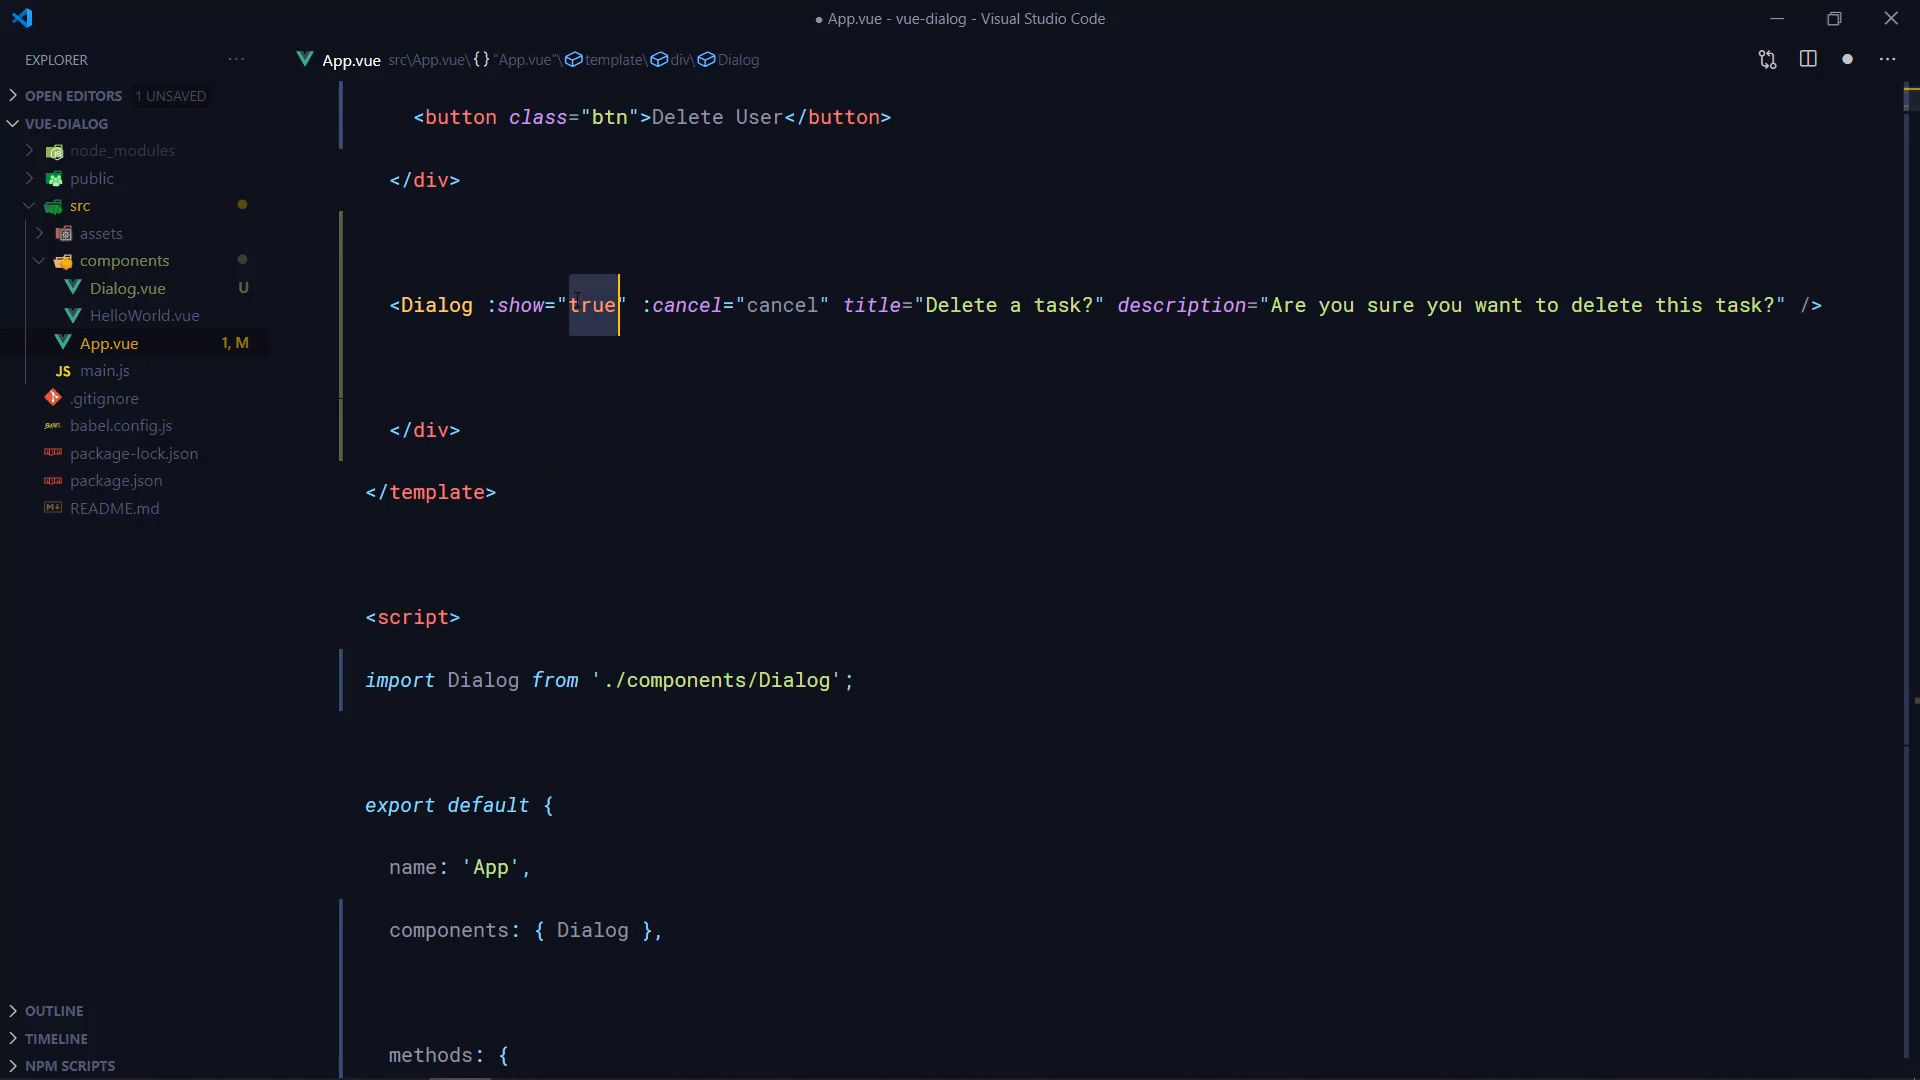 ● App.vue - vue-dialog - Visual Studio Code
EXPLORER
App.vue src\App.vue\ {} "App.vue"\ template\ div\ Dialog
OPEN EDITORS 1 UNSAVED
VUE-DIALOG
node_modules
public
src
assets
components
Dialog.vue U
HelloWorld.vue
App.vue 1, M
JS main.js
.gitignore
babel.config.js
package-lock.json
package.json
README.md
OUTLINE
TIMELINE
NPM SCRIPTS
<button class="btn">Delete User</button>
</div>
<Dialog :show="true" :cancel="cancel" title="Delete a task?" description="Are you sure you want to delete this task?" />
</div>
</template>
<script>
import Dialog from './components/Dialog';
export default {
name: 'App',
components: { Dialog },
methods: {